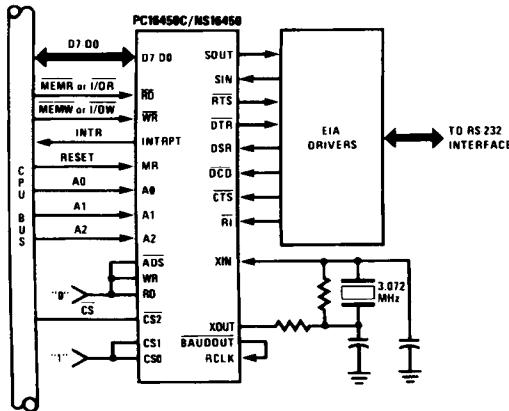 PC16450C/NS16450
D7 D0
D7 D0
SOUT
SIN
MEMR or I/OR
RD
RTS
MEMW or I/OW
WR
DTR
INTR
INTRPT
DSR
EIA
DRIVERS
TO RS 232
INTERFACE
RESET
MR
DCD
A0
A0
CTS
A1
A1
RI
A2
A2
CPU BUS
ADS
XIN
WR
"0"
RD
3.072
MHz
CS
CS2
XOUT
CS1
BAUDOUT
"1"
CS0
RCLK